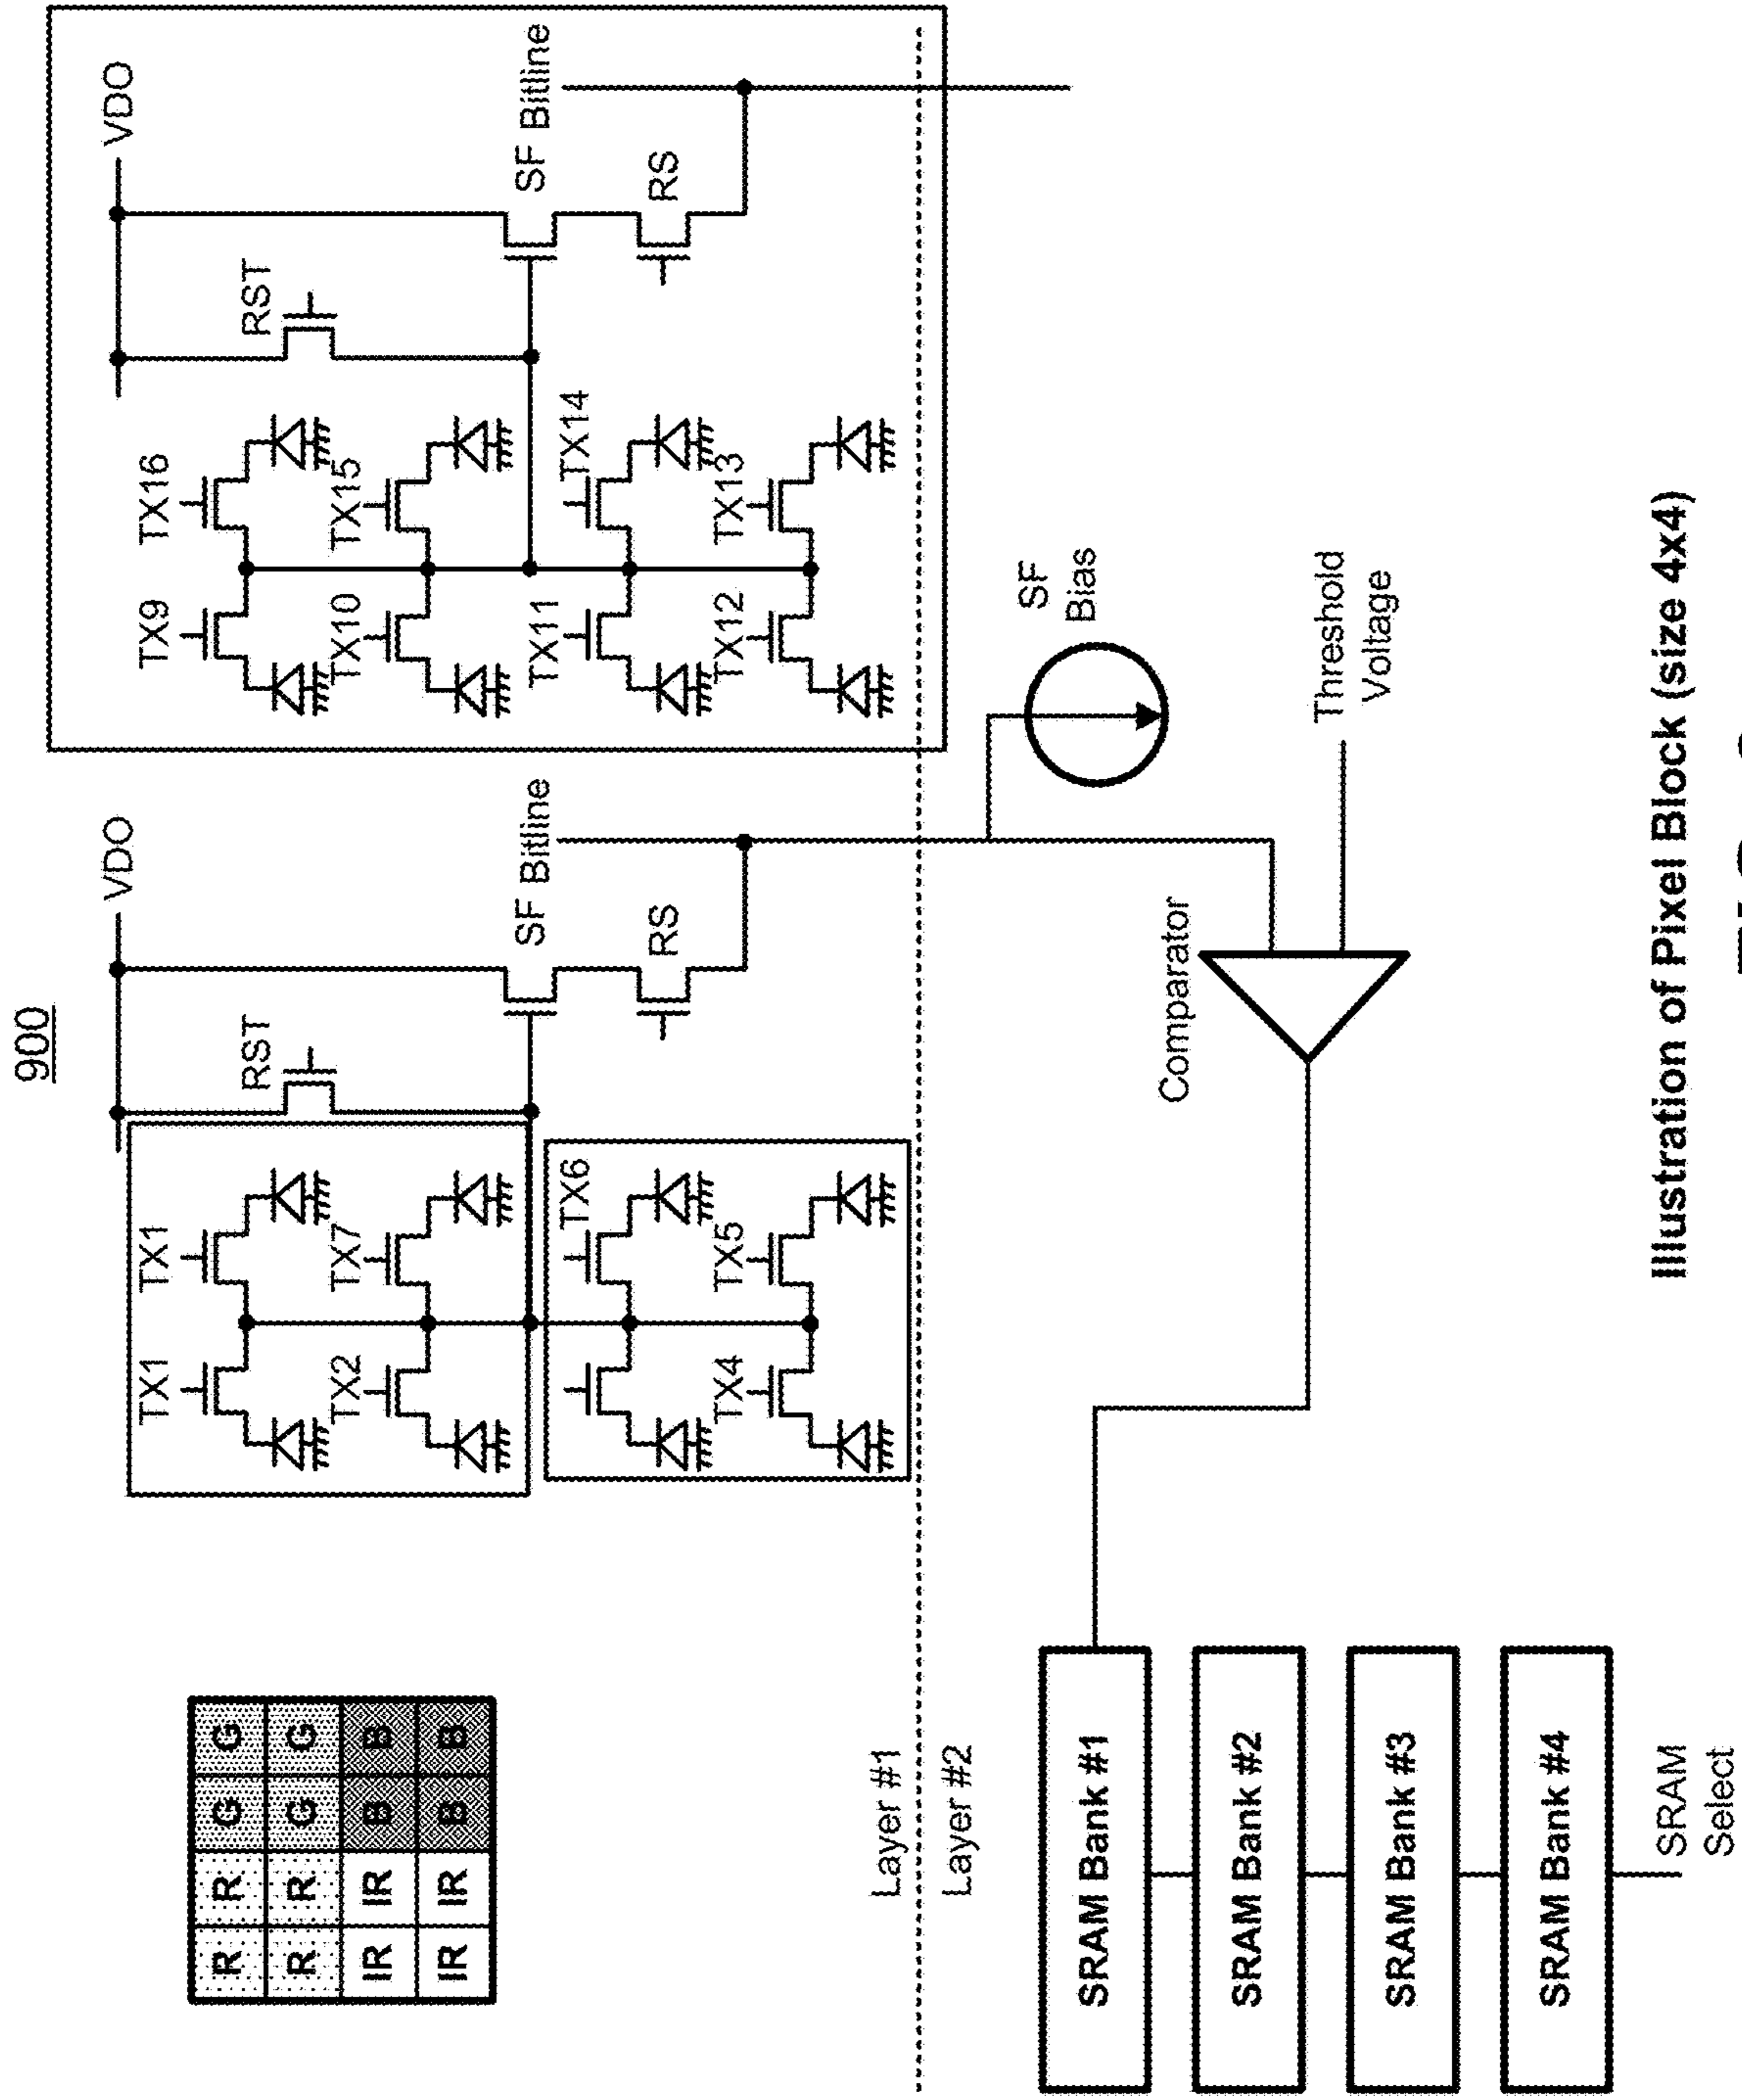 900
VDO
VDO
R R G G
R R G G
IR IR B B
IR IR B B
TX1
TX1
RST
TX2
TX7
TX6
TX4
TX5
SF
Bitline
RS
TX9
TX16
RST
TX10
TX15
TX11
TX14
TX12
TX13
SF
Bitline
RS
Layer #1
Layer #2
SRAM Bank #1
SRAM Bank #2
SRAM Bank #3
SRAM Bank #4
SRAM
Select
Comparator
SF
Bias
Threshold
Voltage
Illustration of Pixel Block (size 4x4)